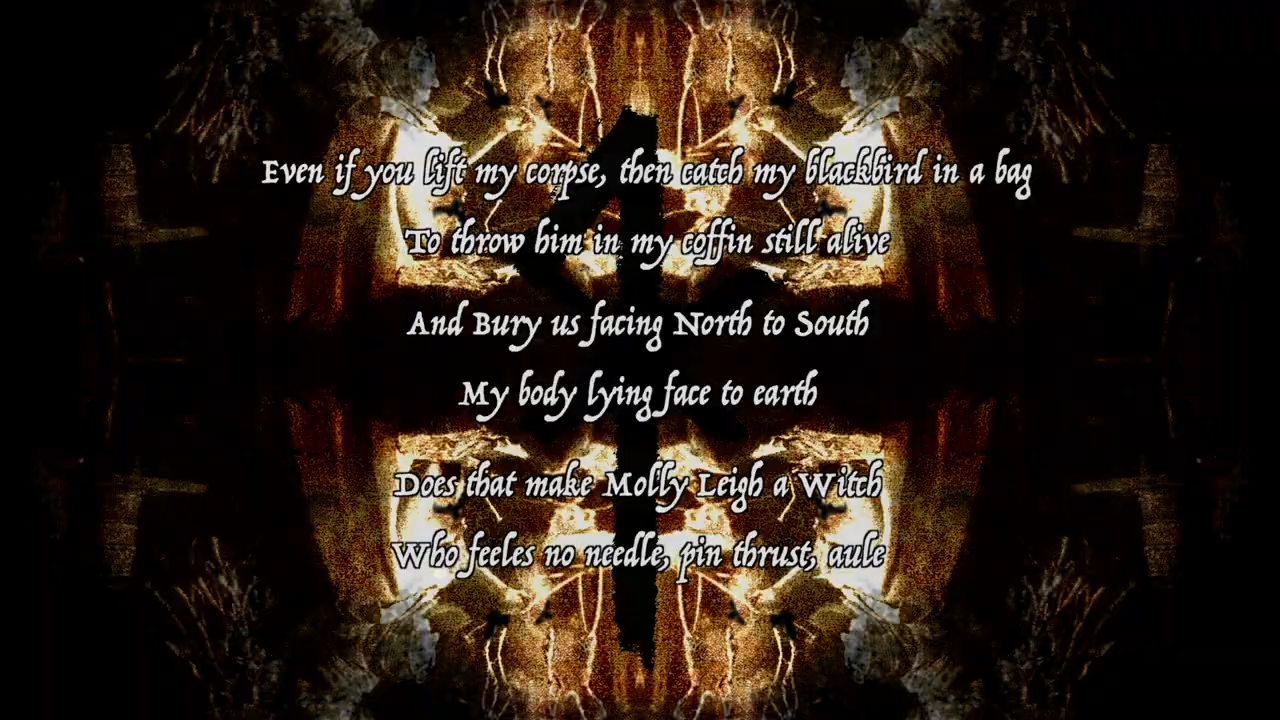 Even if you lift my corpse, then catch my blackbird in a bag
To throw him in my coffin still alive
And Bury us facing North to South
My body lying face to earth
Does that make Molly Leigh a Witch
Who feeles no needle, pin thrust, aule